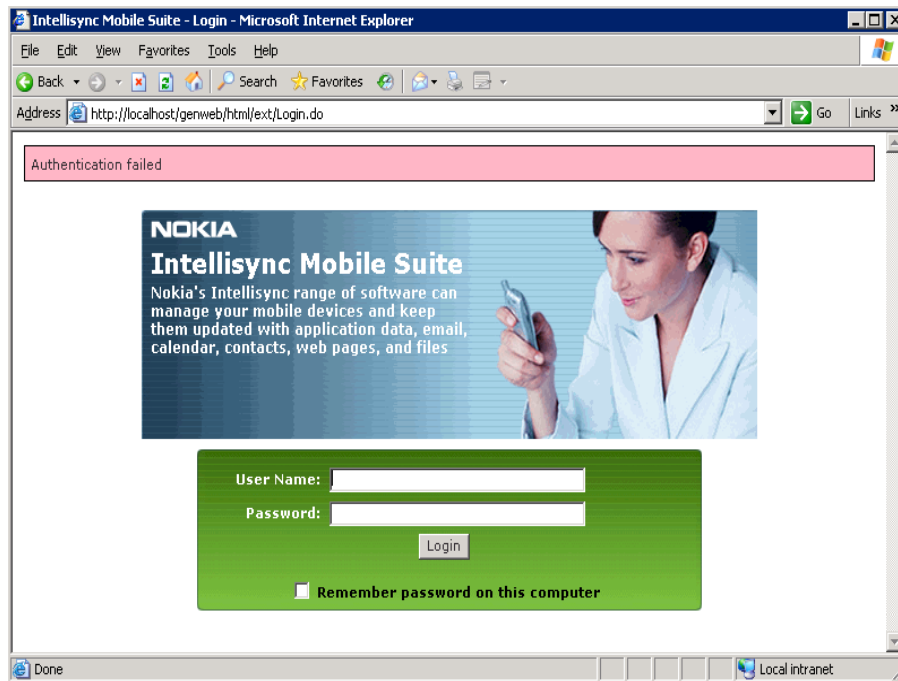 Intellisync Mobile Suite - Login - Microsoft Internet Explorer
File Edit View Favorites Tools Help
Back Search Favorites
Address http://localhost/genweb/html/ext/Login.do Go Links »
Authentication failed
NOKIA
Intellisync Mobile Suite
Nokia's Intellisync range of software can
manage your mobile devices and keep
them updated with application data, email,
calendar, contacts, web pages, and files
User Name:
Password:
Login
Remember password on this computer
Done Local intranet